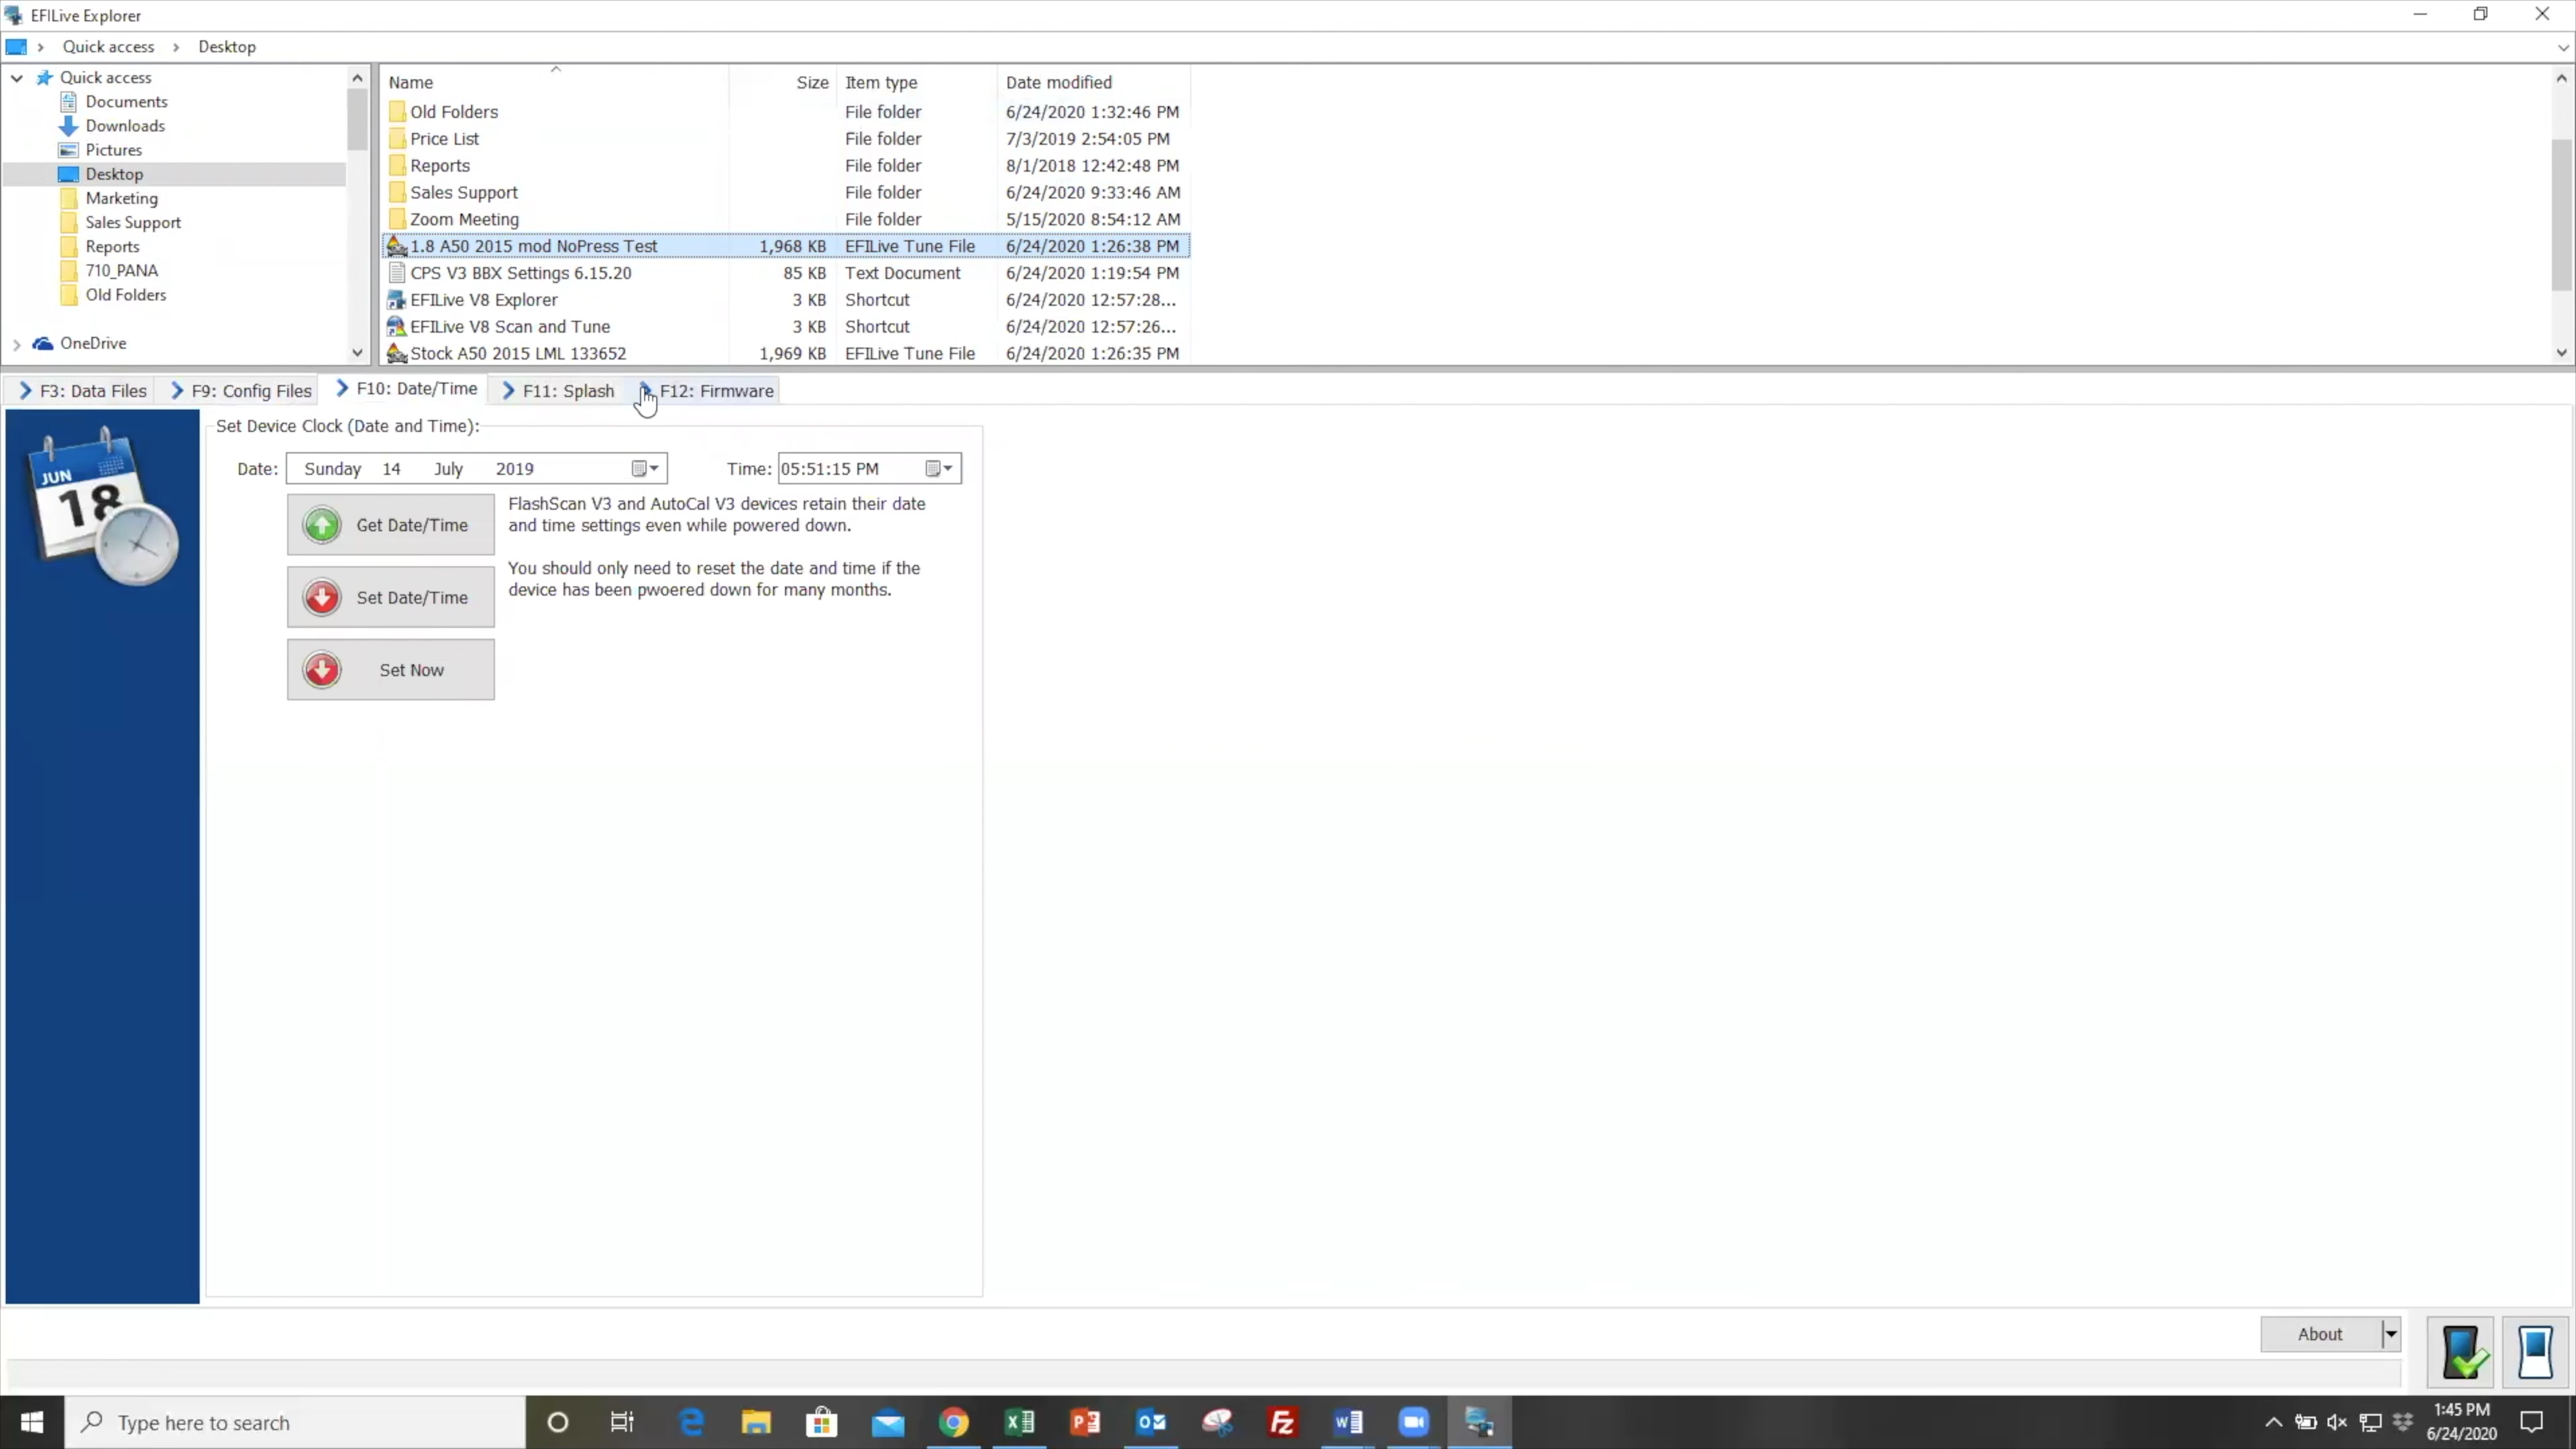 EFILive Explorer
Quick access Desktop
Quick access
Documents
Downloads
Pictures
Desktop
Marketing
Sales Support
Reports
710_PANA
Old Folders
OneDrive
Name Size Item type Date modified
Old Folders File folder 6/24/2020 1:32:46 PM
Price List File folder 7/3/2019 2:54:05 PM
Reports File folder 8/1/2018 12:42:48 PM
Sales Support File folder 6/24/2020 9:33:46 AM
Zoom Meeting File folder 5/15/2020 8:54:12 AM
1.8 A50 2015 mod NoPress Test 1,968 KB EFILive Tune File 6/24/2020 1:26:38 PM
CPS V3 BBX Settings 6.15.20 85 KB Text Document 6/24/2020 1:19:54 PM
EFILive V8 Explorer 3 KB Shortcut 6/24/2020 12:57:28...
EFILive V8 Scan and Tune 3 KB Shortcut 6/24/2020 12:57:26...
Stock A50 2015 LML 133652 1,969 KB EFILive Tune File 6/24/2020 1:26:35 PM
F3: Data Files F9: Config Files F10: Date/Time F11: Splash F12: Firmware
JUN
18
Set Device Clock (Date and Time):
Date: Sunday 14 July 2019 Time: 05:51:15 PM
Get Date/Time
FlashScan V3 and AutoCal V3 devices retain their date
and time settings even while powered down.
Set Date/Time
You should only need to reset the date and time if the
device has been pwoered down for many months.
Set Now
About
Type here to search
1:45 PM
6/24/2020